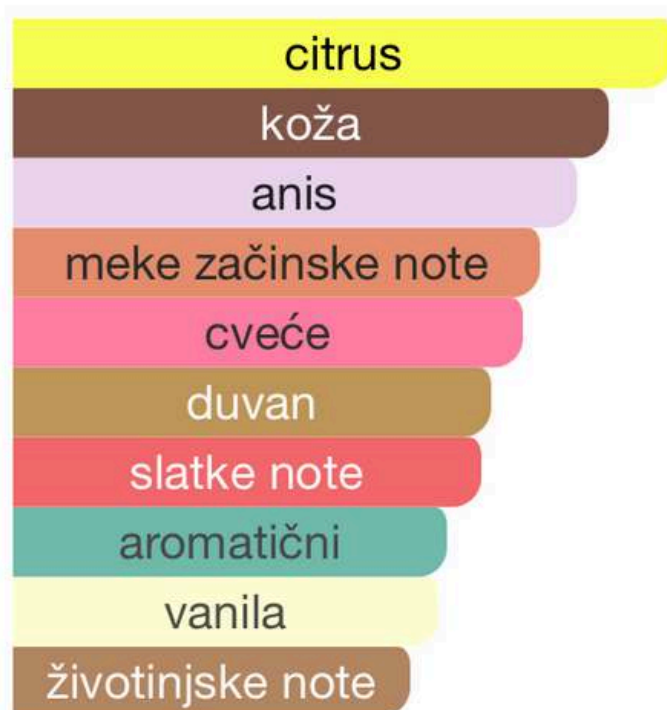 citrus
koža
anis
meke začinske note
cveće
duvan
slatke note
aromatični
vanila
životinjske note